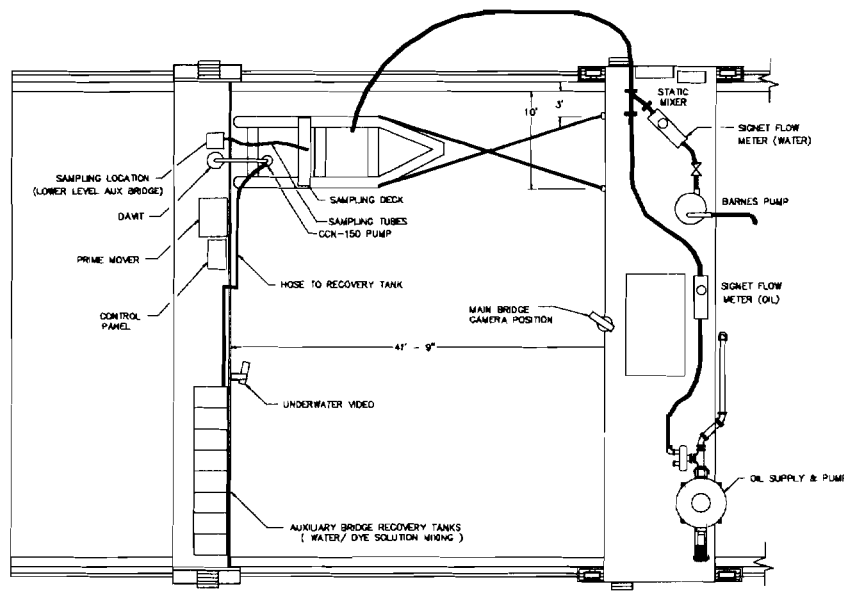 STATIC
MIXER
10'
3'
SIGNET FLOW
METER (WATER)
SAMPLING LOCATION
(LOWER LEVEL AUX BRIDGE)
SAMPLING DECK
DAVIT
SAMPLING TUBES
CCN-150 PUMP
BARNES PUMP
PRIME MOVER
HOSE TO RECOVERY TANK
SIGNET FLOW
METER (OIL)
CONTROL
PANEL
MAIN BRIDGE
CAMERA POSITION
41' - 9"
UNDERWATER VIDEO
OIL SUPPLY & PUMP
AUXILIARY BRIDGE RECOVERY TANKS
( WATER/ DYE SOLUTION MIXING )